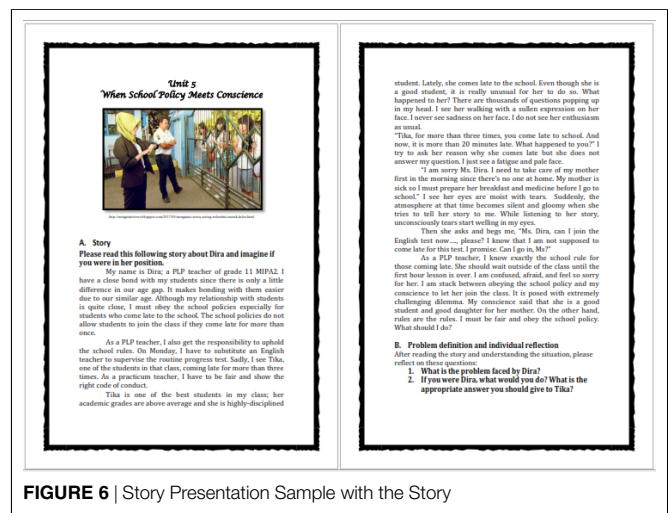 Unit 5
When School Policy Meets Conscience
A. Story
Please read this following story about Dira and imagine if
you were in her position.
My name is Dira; a PLP teacher of grade 11 MIPA2. I
have a close bond with my students since there is only a little
difference in our age gap. It makes bonding with them easier
due to our similar age. Although my relationship with students
is quite close, I must obey the school policies especially for
students who come late to the school. The school policies do not
allow students to join the class if they come late for more than
once.
As a PLP teacher, I also get the responsibility to uphold
the school rules. On Monday, I have to substitute an English
teacher to supervise the routine progress test. Sadly, I see Tika,
one of the students in that class, coming late for more than three
times. As a practicum teacher, I have to be fair and show the
right code of conduct.
Tika is one of the best students in my class; her
academic grades are above average and she is highly-disciplined
student. Lately, she comes late to the school. Even though she is
a good student, it is really unusual for her to do so. What
happened to her? There are thousands of questions popping up
in my head. I see her walking with a sullen expression on her
face. I never see sadness on her face. I do not see her enthusiasm
as usual.
"Tika, for more than three times, you come late to school. And
now, it is more than 20 minutes late. What happened to you?" I
try to ask her reason why she comes late but she does not
answer my question. I just see a fatigue and pale face.
"I am sorry Ms. Dira. I need to take care of my mother
first in the morning since there's no one at home. My mother is
sick so I must prepare her breakfast and medicine before I go to
school." I see her eyes are moist with tears. Suddenly, the
atmosphere at that time becomes silent and gloomy when she
tries to tell her story to me. While listening to her story,
unconsciously tears start welling in my eyes.
Then she asks and begs me, "Ms. Dira, can I join the
English test now...., please? I know that I am not supposed to
come late for this test. I promise. Can I go in, Ms?"
As a PLP teacher, I know exactly the school rule for
those coming late. She should wait outside of the class until the
first hour lesson is over. I am confused, afraid, and feel so sorry
for her. I am stuck between obeying the school policy and my
conscience to let her join the class. It is posed with extremely
challenging dilemma. My conscience said that she is a good
student and good daughter for her mother. On the other hand,
rules are the rules. I must be fair and obey the school policy.
What should I do?
B. Problem definition and individual reflection
After reading the story and understanding the situation, please
reflect on these questions:
1. What is the problem faced by Dira?
2. If you were Dira, what would you do? What is the
appropriate answer you should give to Tika?
FIGURE 6 | Story Presentation Sample with the Story